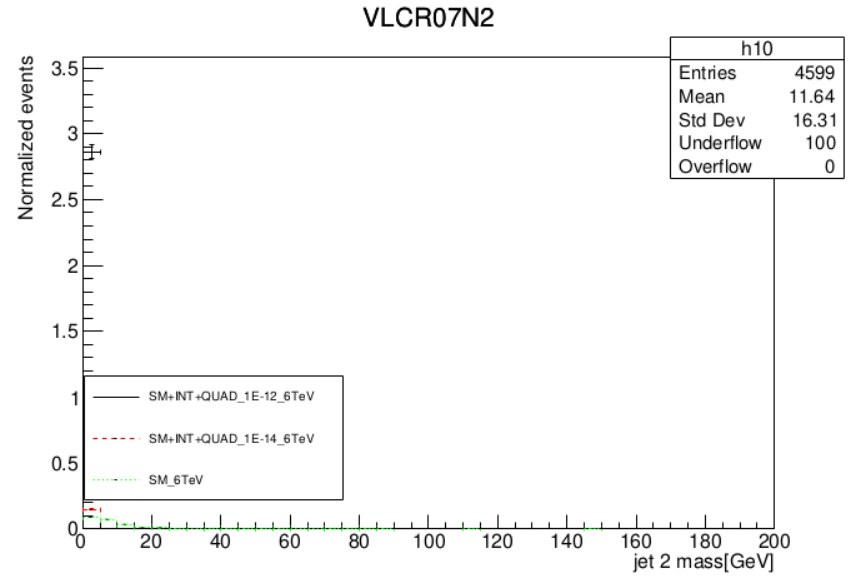 VLCR07N2
h10
Entries 4599
Mean 11.64
Std Dev 16.31
Underflow 100
Overflow 0
Normalized events
3.5
3
2.5
2
1.5
1
0.5
0
SM+INT+QUAD_1E-12_6TeV
SM+INT+QUAD_1E-14_6TeV
SM_6TeV
0 20 40 60 80 100 120 140 160 180 200
jet 2 mass[GeV]